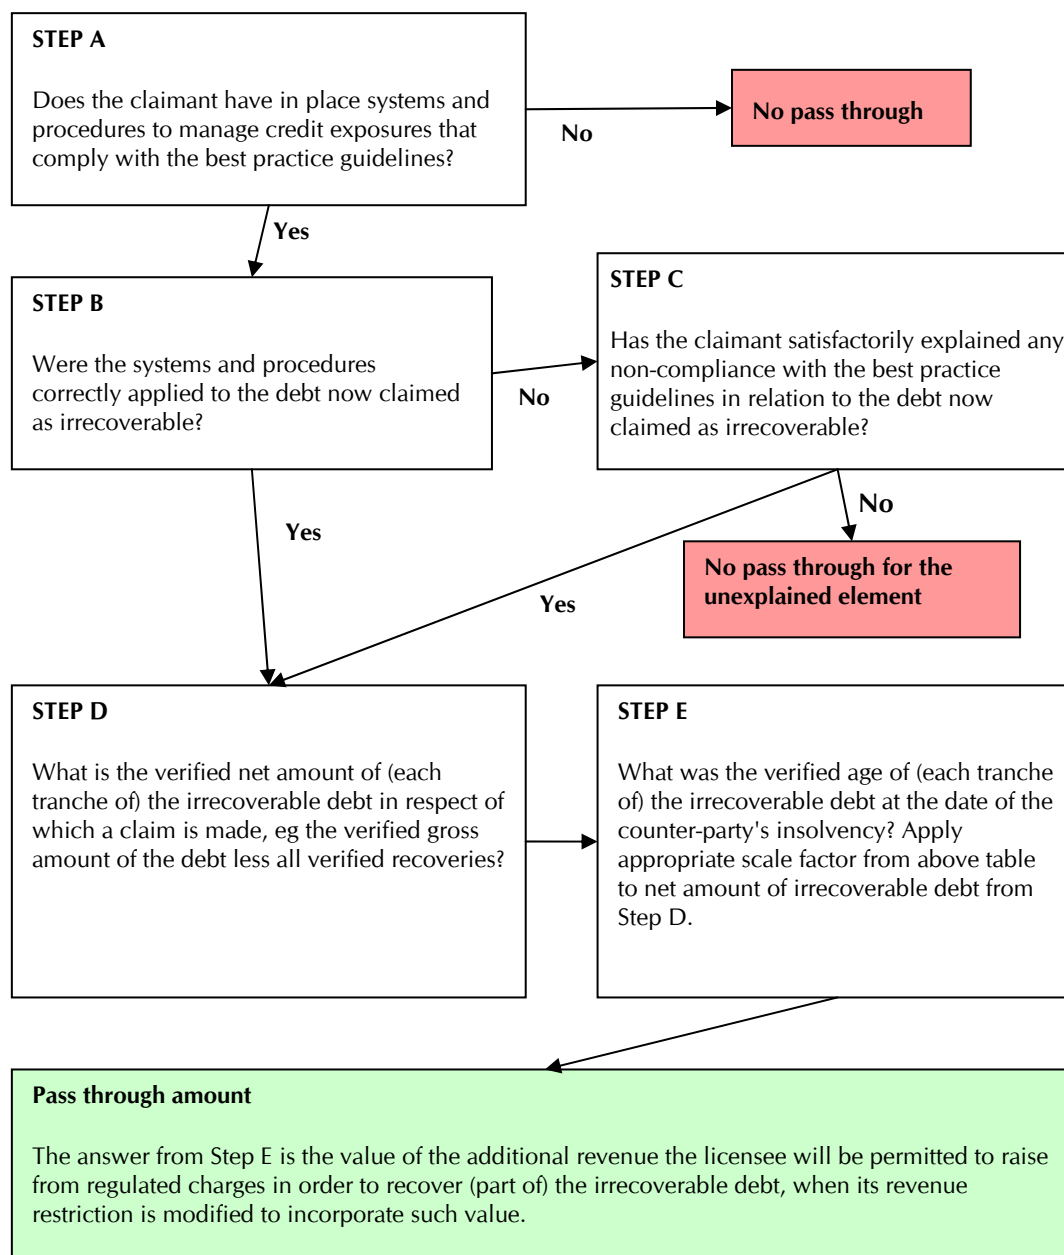 STEP A
Does the claimant have in place systems and
procedures to manage credit exposures that
comply with the best practice guidelines?
No
No pass through
Yes
STEP B
Were the systems and procedures
correctly applied to the debt now claimed
as irrecoverable?
No
STEP C
Has the claimant satisfactorily explained any
non-compliance with the best practice
guidelines in relation to the debt now
claimed as irrecoverable?
Yes
No
No pass through for the
unexplained element
Yes
STEP D
What is the verified net amount of (each
tranche of) the irrecoverable debt in respect of
which a claim is made, eg the verified gross
amount of the debt less all verified recoveries?
STEP E
What was the verified age of (each tranche
of) the irrecoverable debt at the date of the
counter-party's insolvency? Apply
appropriate scale factor from above table
to net amount of irrecoverable debt from
Step D.
Pass through amount
The answer from Step E is the value of the additional revenue the licensee will be permitted to raise
from regulated charges in order to recover (part of) the irrecoverable debt, when its revenue
restriction is modified to incorporate such value.